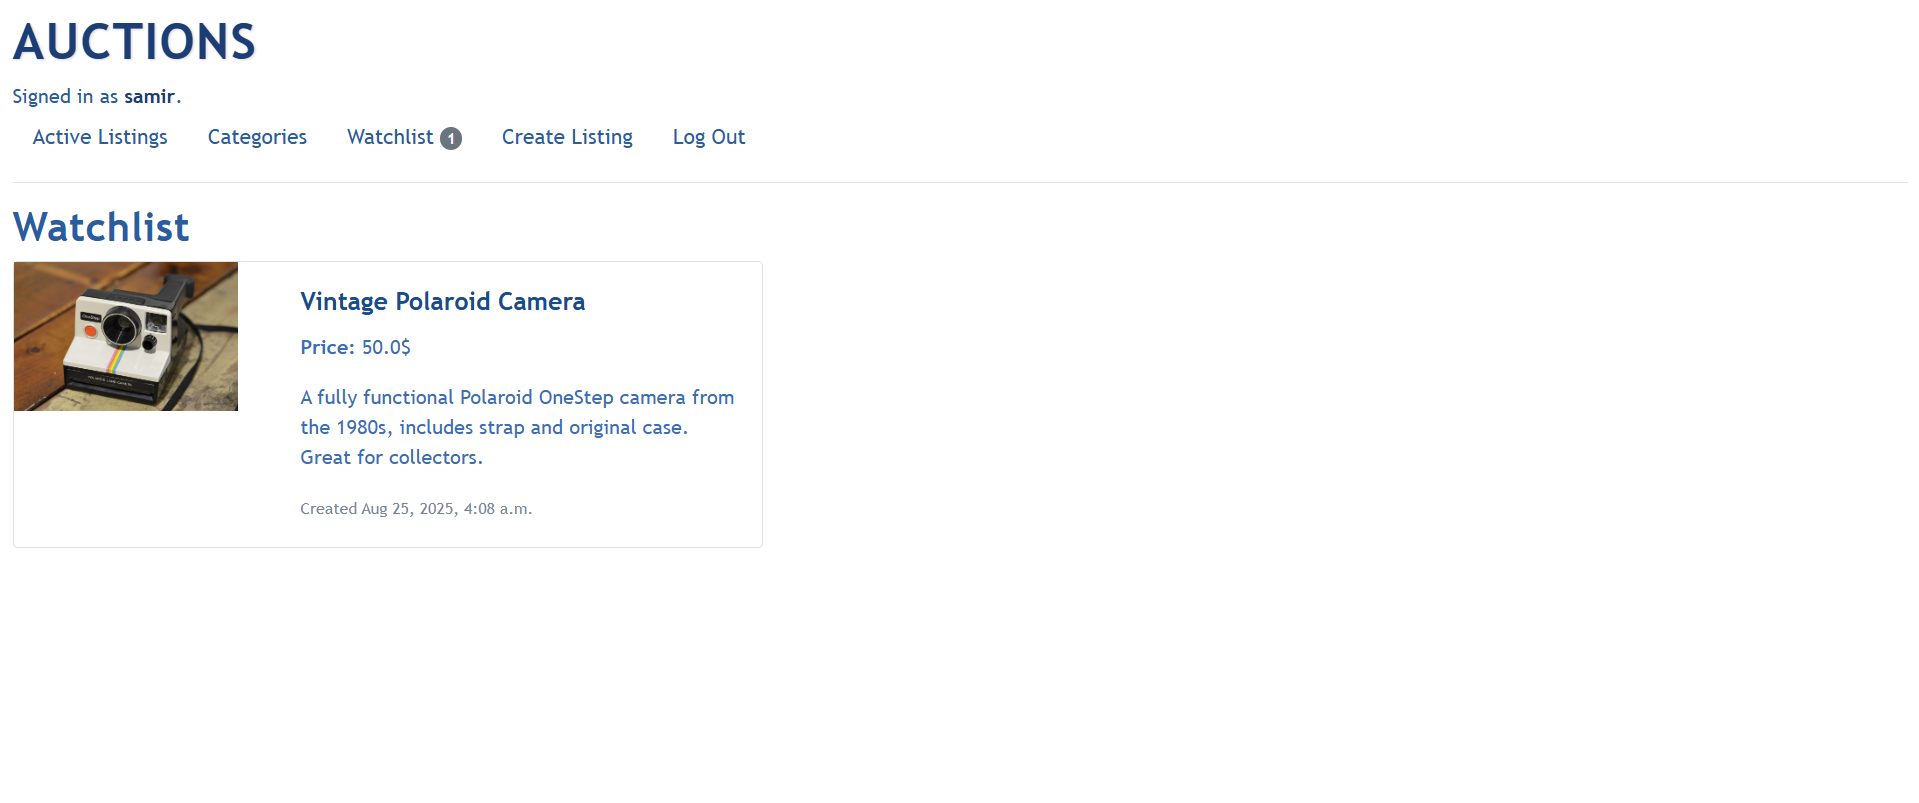 AUCTIONS
Signed in as samir.
Active Listings Categories Watchlist 1 Create Listing Log Out
Watchlist
Vintage Polaroid Camera
Price: 50.0$
A fully functional Polaroid OneStep camera from
the 1980s, includes strap and original case.
Great for collectors.
Created Aug 25, 2025, 4:08 a.m.